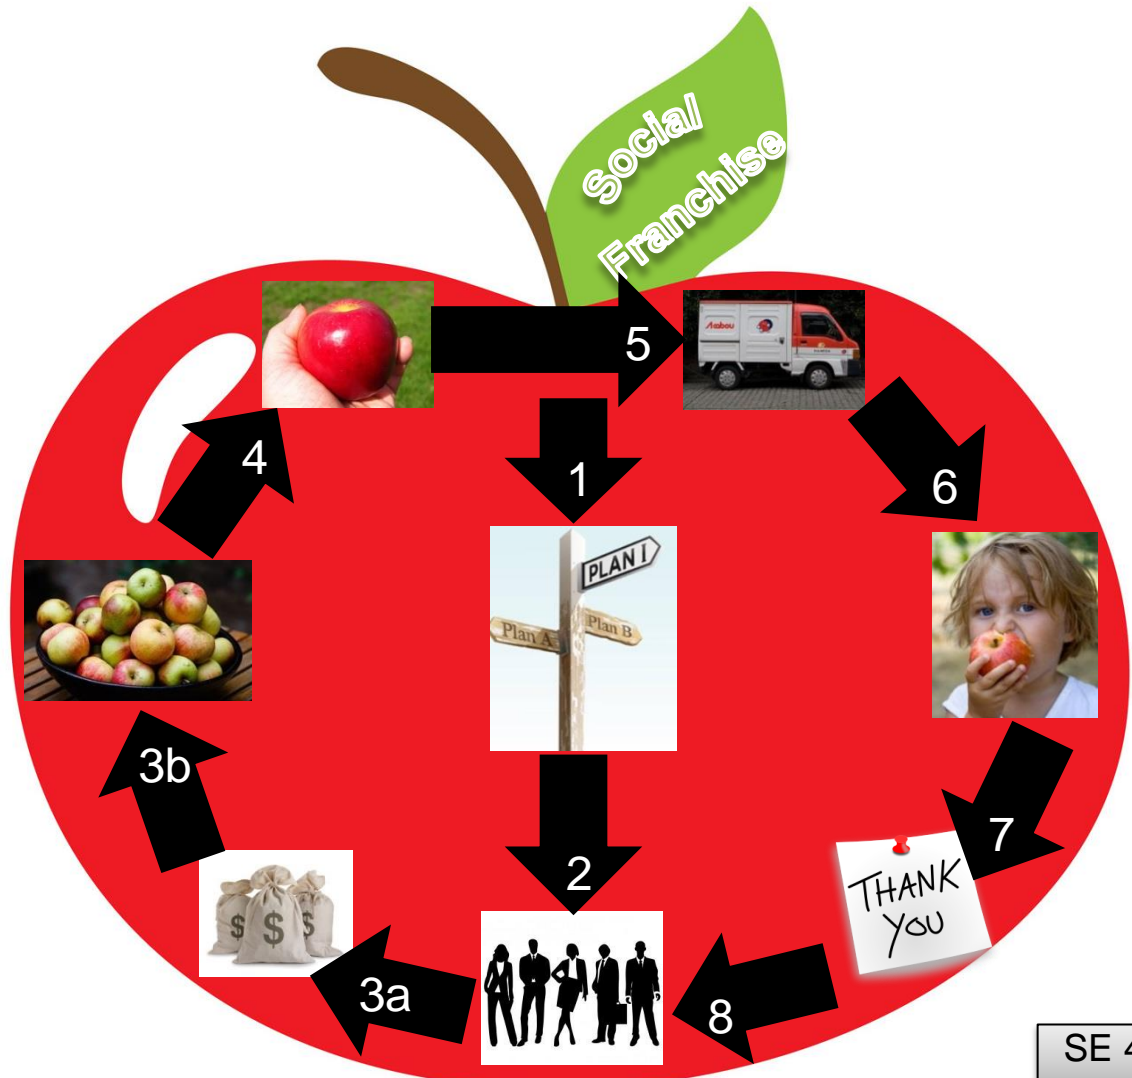 Social
Franchise
5
4
1
6
PLAN I
Plan A
Plan B
3b
7
THANK
YOU
2
$ $ $
3a
8
SE 4